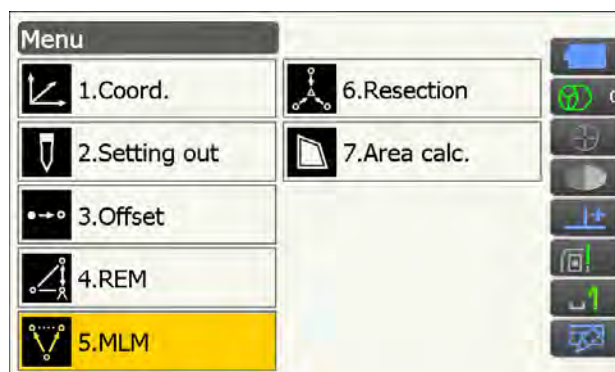 Menu
1.Coord.
2.Setting out
3.Offset
4.REM
5.MLM
6.Resection
7.Area calc.